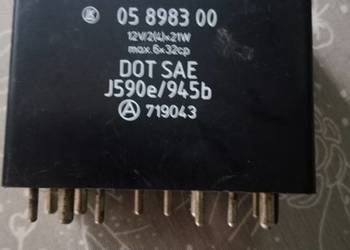 05 8983 00
12V/2(4)×21W
max. 6×32cp
DOT SAE
J590e/945b
Ⓐ 719043